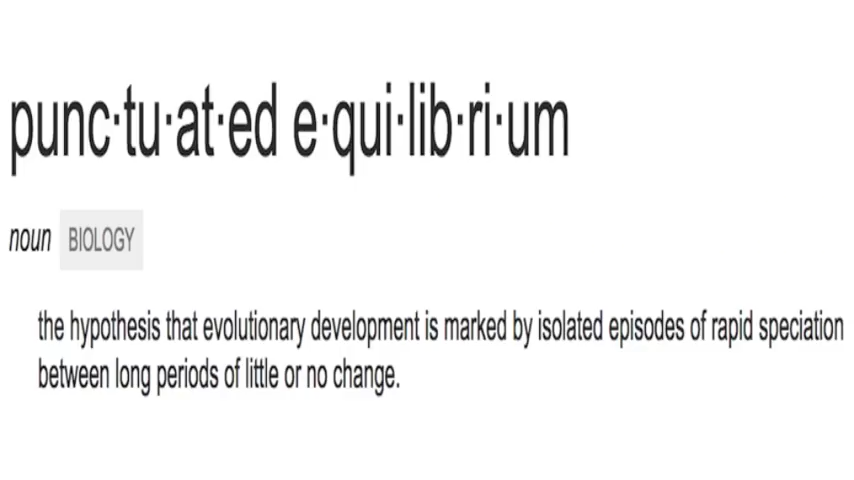 punc·tu·at·ed e·qui·lib·ri·um
noun BIOLOGY
the hypothesis that evolutionary development is marked by isolated episodes of rapid speciation
between long periods of little or no change.